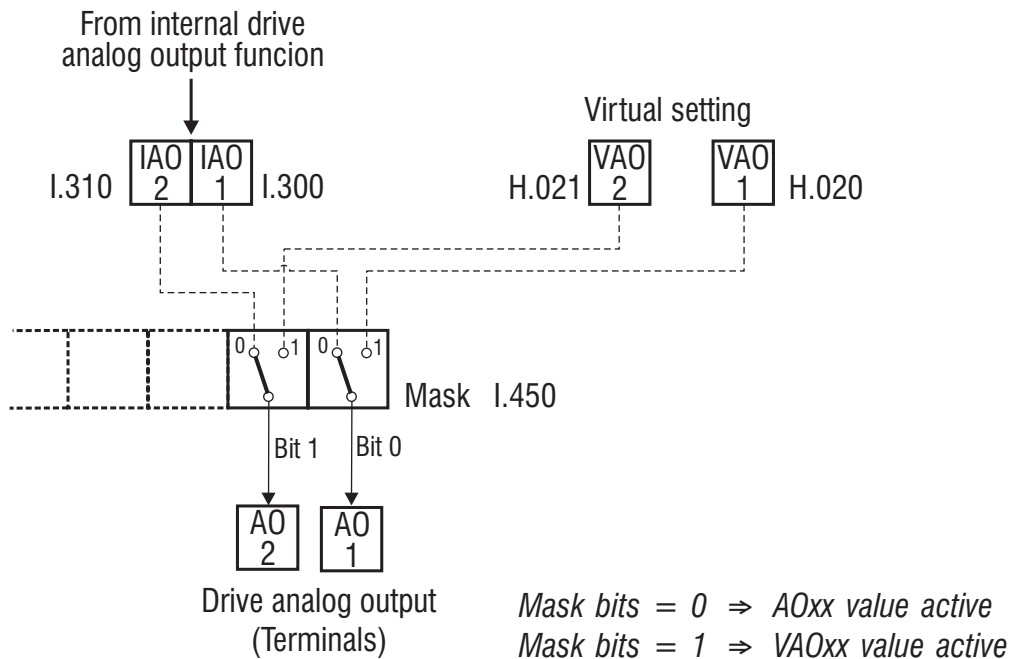 From internal drive
analog output funcion
Virtual setting
I.310
IAO
2
IAO
1
I.300
H.021
VAO
2
VAO
1
H.020
0
1
0
1
Mask I.450
Bit 1
Bit 0
AO
2
AO
1
Drive analog output
(Terminals)
Mask bits = 0 ⇒ AOxx value active
Mask bits = 1 ⇒ VAOxx value active